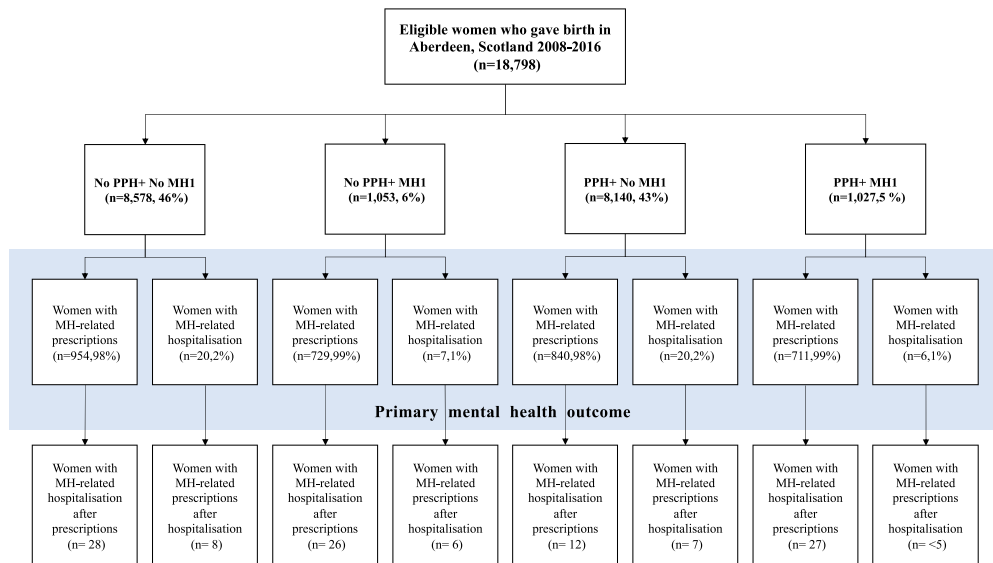 Eligible women who gave birth in
Aberdeen, Scotland 2008-2016
(n=18,798)
No PPH+ No MH1
(n=8,578, 46%)
No PPH+ MH1
(n=1,053, 6%)
PPH+ No MH1
(n=8,140, 43%)
PPH+ MH1
(n=1,027,5 %)
Women with
MH-related
prescriptions
(n=954,98%)
Women with
MH-related
hospitalisation
(n=20,2%)
Women with
MH-related
prescriptions
(n=729,99%)
Women with
MH-related
hospitalisation
(n=7,1%)
Women with
MH-related
prescriptions
(n=840,98%)
Women with
MH-related
hospitalisation
(n=20,2%)
Women with
MH-related
prescriptions
(n=711,99%)
Women with
MH-related
hospitalisation
(n=6,1%)
Primary mental health outcome
Women with
MH-related
hospitalisation
after
prescriptions
(n= 28)
Women with
MH-related
prescriptions
after
hospitalisation
(n= 8)
Women with
MH-related
hospitalisation
after
prescriptions
(n= 26)
Women with
MH-related
prescriptions
after
hospitalisation
(n= 6)
Women with
MH-related
hospitalisation
after
prescriptions
(n= 12)
Women with
MH-related
prescriptions
after
hospitalisation
(n= 7)
Women with
MH-related
hospitalisation
after
prescriptions
(n= 27)
Women with
MH-related
prescriptions
after
hospitalisation
(n= <5)